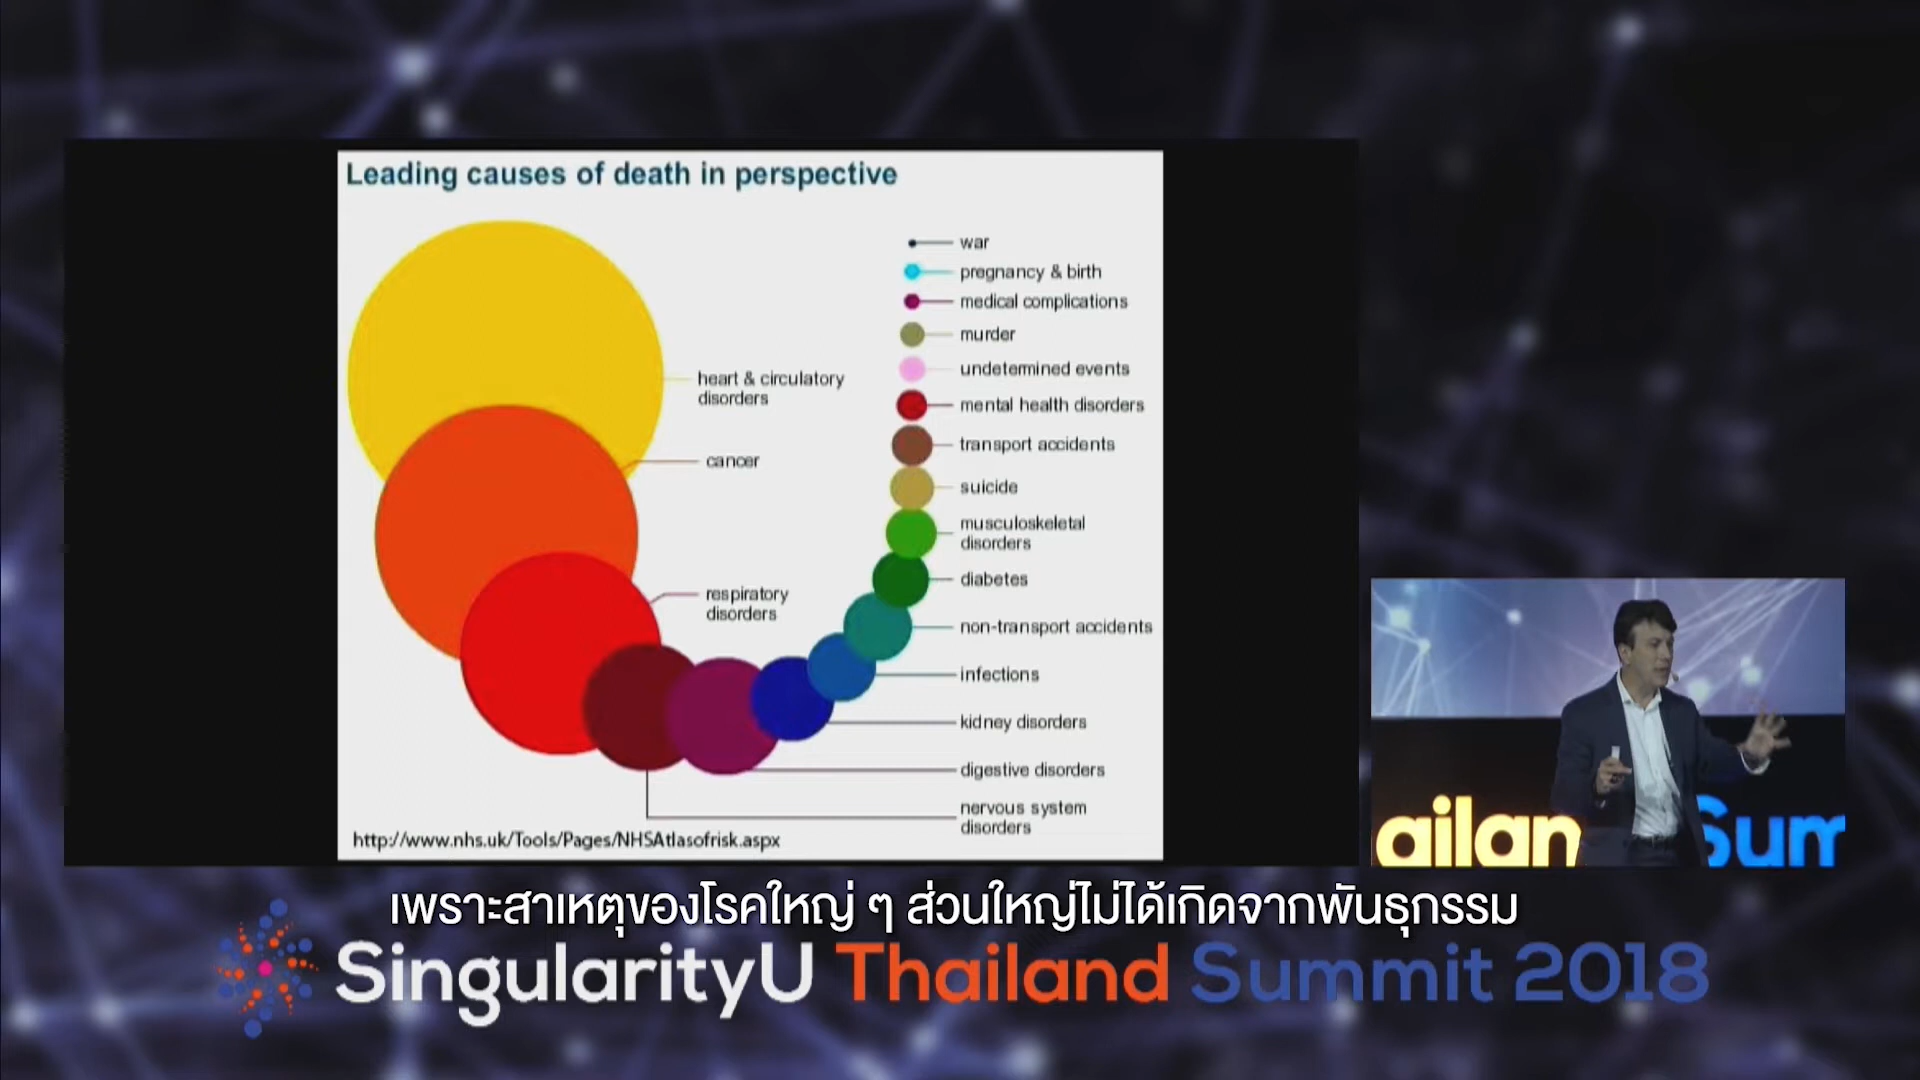 Leading causes of death in perspective
war
pregnancy & birth
medical complications
murder
undetermined events
heart & circulatory
disorders
mental health disorders
transport accidents
cancer
suicide
musculoskeletal
disorders
diabetes
respiratory
disorders
non-transport accidents
infections
kidney disorders
digestive disorders
nervous system
disorders
http://www.nhs.uk/Tools/Pages/NHSAtlasofrisk.aspx
ailan Sum
เพราะสาเหตุของโรคใหญ่ ๆ ส่วนใหญ่ไม่ได้เกิดจากพันธุกรรม
SingularityU Thailand Summit 2018